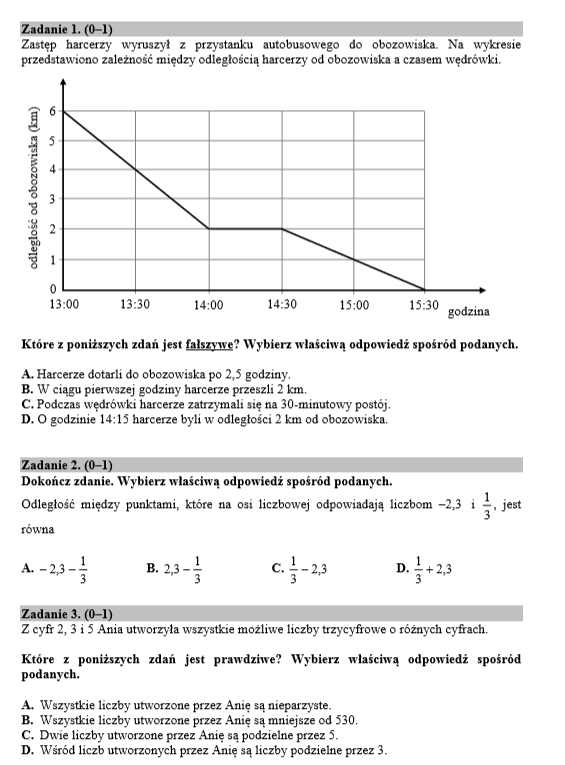 Zadanie 1. (0–1)
Zastęp harcerzy wyruszył z przystanku autobusowego do obozowiska. Na wykresie
przedstawiono zależność między odległością harcerzy od obozowiska a czasem wędrówki.
odległość od obozowiska (km)
6
5
4
3
2
1
0
13:00 13:30 14:00 14:30 15:00 15:30
godzina
Które z poniższych zdań jest fałszywe? Wybierz właściwą odpowiedź spośród podanych.
A. Harcerze dotarli do obozowiska po 2,5 godziny.
B. W ciągu pierwszej godziny harcerze przeszli 2 km.
C. Podczas wędrówki harcerze zatrzymali się na 30-minutowy postój.
D. O godzinie 14:15 harcerze byli w odległości 2 km od obozowiska.
Zadanie 2. (0–1)
Dokończ zdanie. Wybierz właściwą odpowiedź spośród podanych.
Odległość między punktami, które na osi liczbowej odpowiadają liczbom –2,3 i 1/3, jest
równa
A. – 2,3 – 1/3 B. 2,3 – 1/3 C. 1/3 – 2,3 D. 1/3 + 2,3
Zadanie 3. (0–1)
Z cyfr 2, 3 i 5 Ania utworzyła wszystkie możliwe liczby trzycyfrowe o różnych cyfrach.
Które z poniższych zdań jest prawdziwe? Wybierz właściwą odpowiedź spośród
podanych.
A. Wszystkie liczby utworzone przez Anię są nieparzyste.
B. Wszystkie liczby utworzone przez Anię są mniejsze od 530.
C. Dwie liczby utworzone przez Anię są podzielne przez 5.
D. Wśród liczb utworzonych przez Anię są liczby podzielne przez 3.